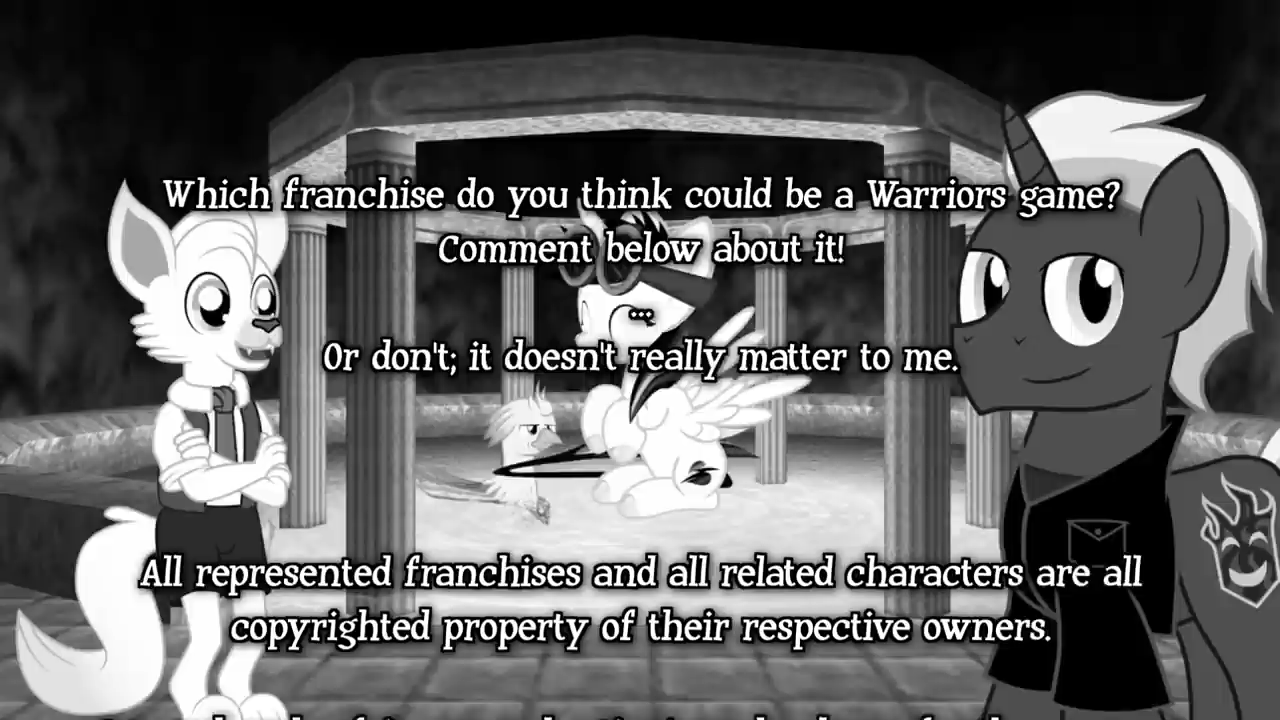 Which franchise do you think could be a Warriors game?
Comment below about it!
Or don't; it doesn't really matter to me.
All represented franchises and all related characters are all
copyrighted property of their respective owners.